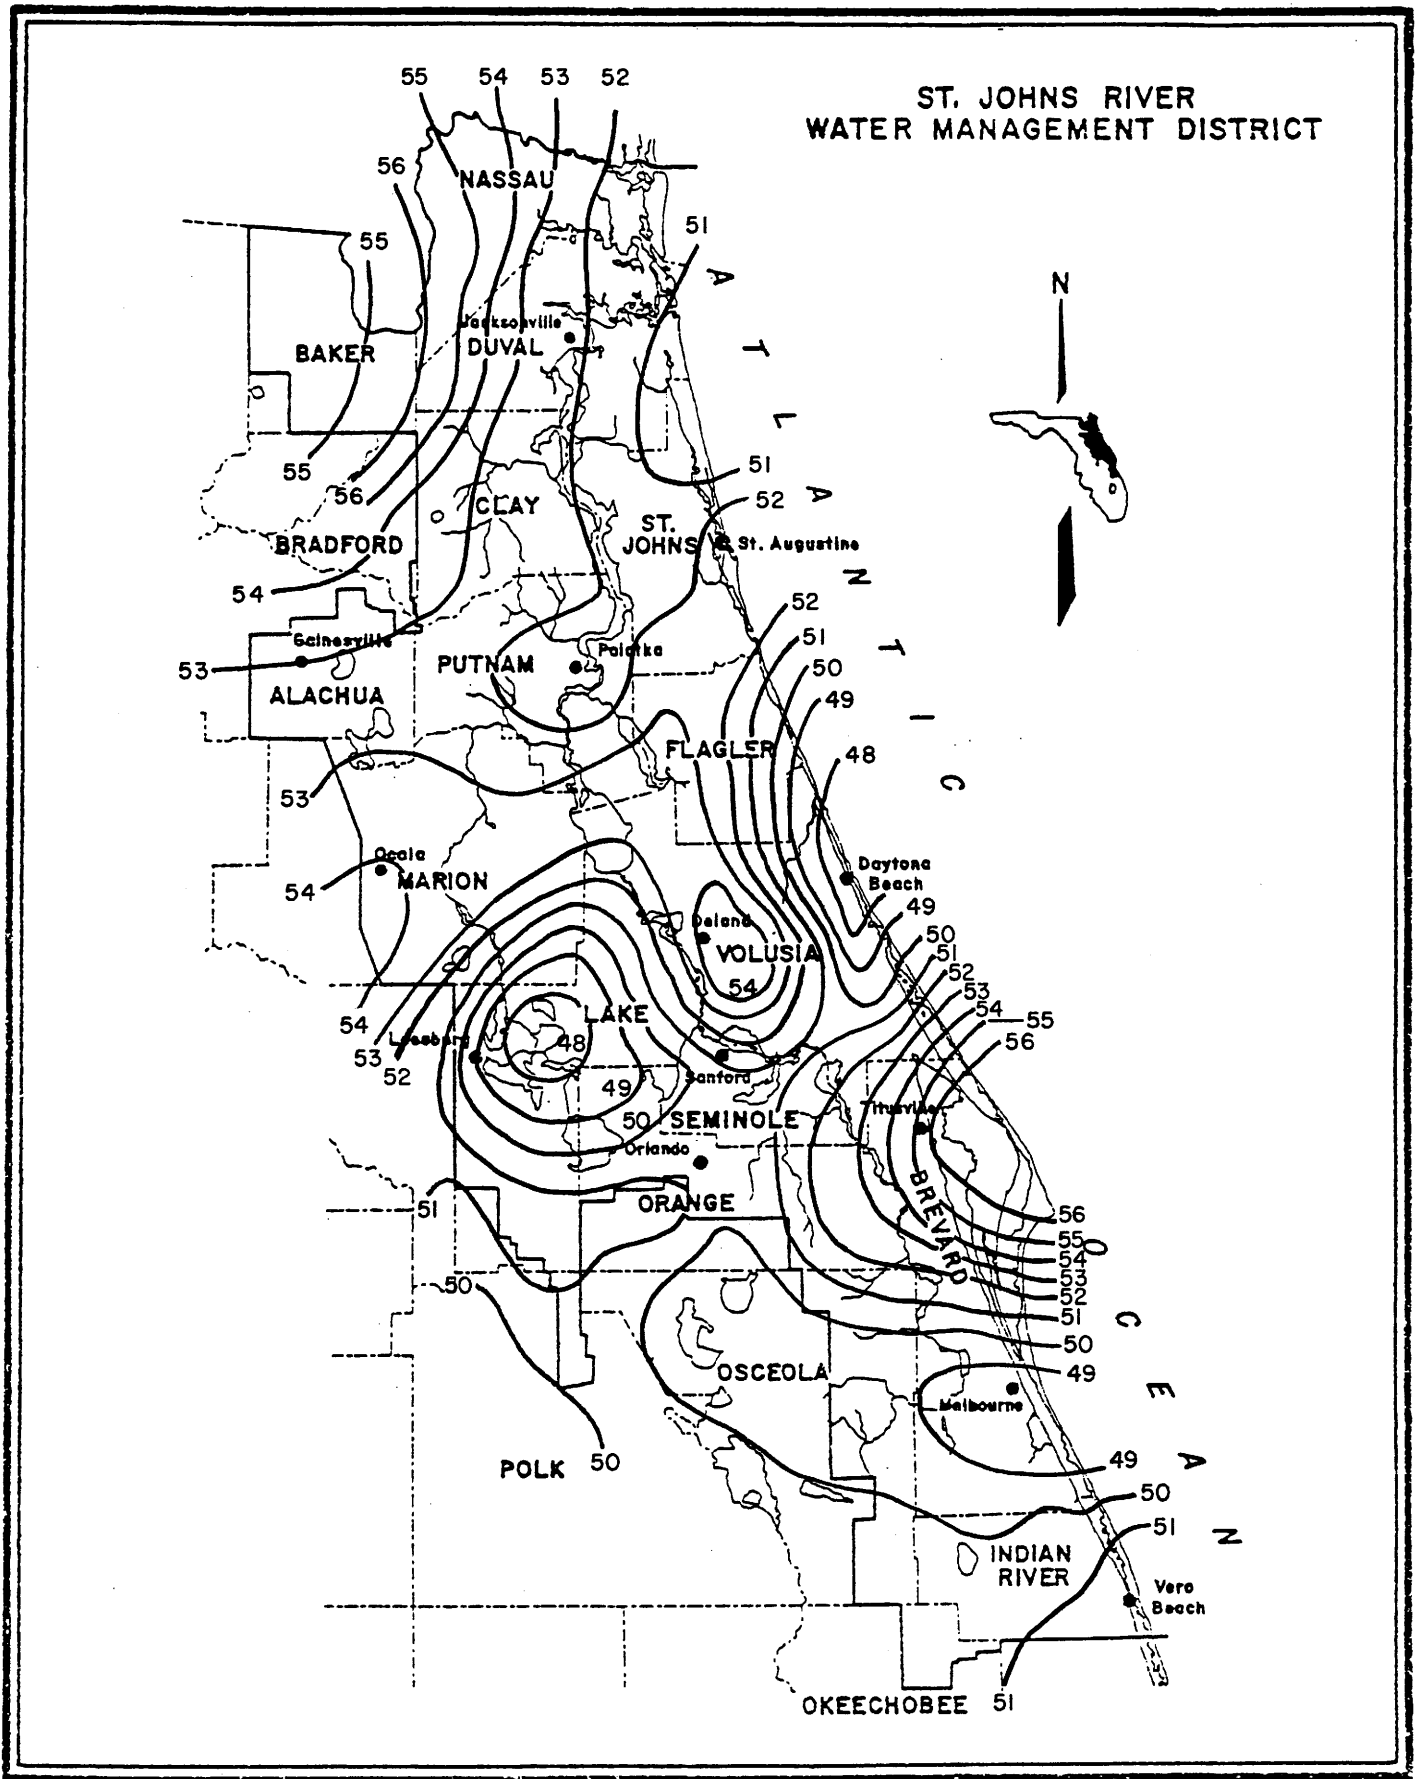 ST. JOHNS RIVER
WATER MANAGEMENT DISTRICT
55 54 53 52
56
NASSAU
55
51
A
N
Jacksonville
DUVAL
BAKER
T
L
55
56
51
52
A
CLAY
ST.
JOHNS
St. Augustine
BRADFORD
N
54
52
Gainesville
51
T
53
PUTNAM
Palatka
50
ALACHUA
49
I
FLAGLER
48
C
53
Ocala
MARION
54
Daytona
Beach
49
Deland
VOLUSIA
50
51
52
54
53
54
55
LAKE
54
53
Leesburg
48
56
52
49
Sanford
50
SEMINOLE
Titusville
Orlando
BREVARD
ORANGE
51
56
55
O
54
53
50
52
51
C
50
OSCEOLA
49
E
Melbourne
POLK
50
49
A
50
51
N
INDIAN
RIVER
Vero
Beach
OKEECHOBEE
51